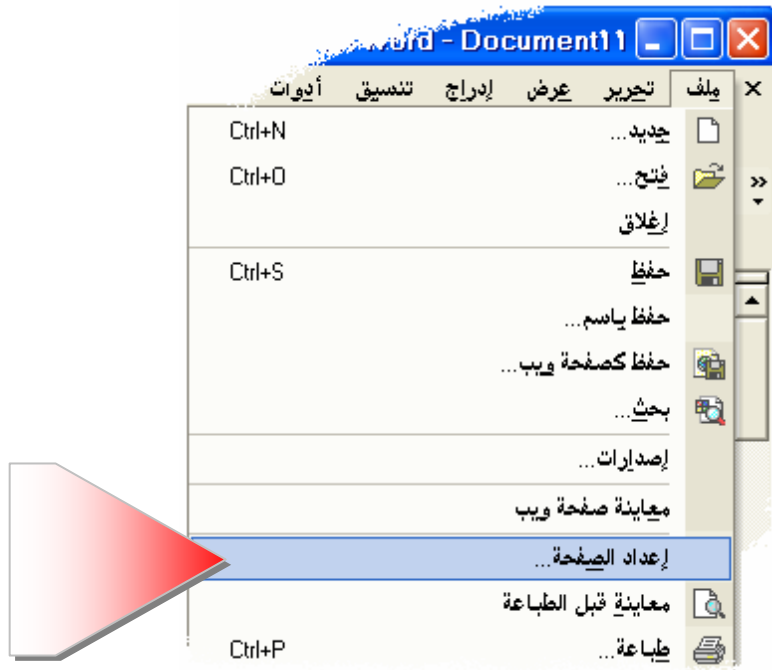 Word - Document11
ملف تحرير عرض إدراج تنسيق أدوات
جديد... Ctrl+N
فتح... Ctrl+O
إغلاق
حفظ Ctrl+S
حفظ باسم...
حفظ كصفحة ويب...
بحث...
إصدارات...
معاينة صفحة ويب
إعداد الصفحة...
معاينة قبل الطباعة
طباعة... Ctrl+P